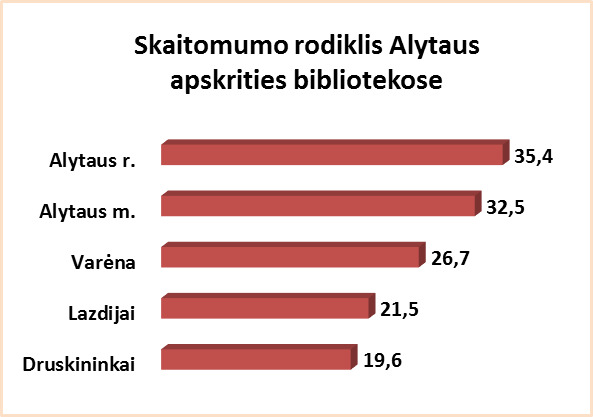 Skaitomumo rodiklis Alytaus
apskrities bibliotekose
Alytaus r. 35,4
Alytaus m. 32,5
Varėna 26,7
Lazdijai 21,5
Druskininkai 19,6